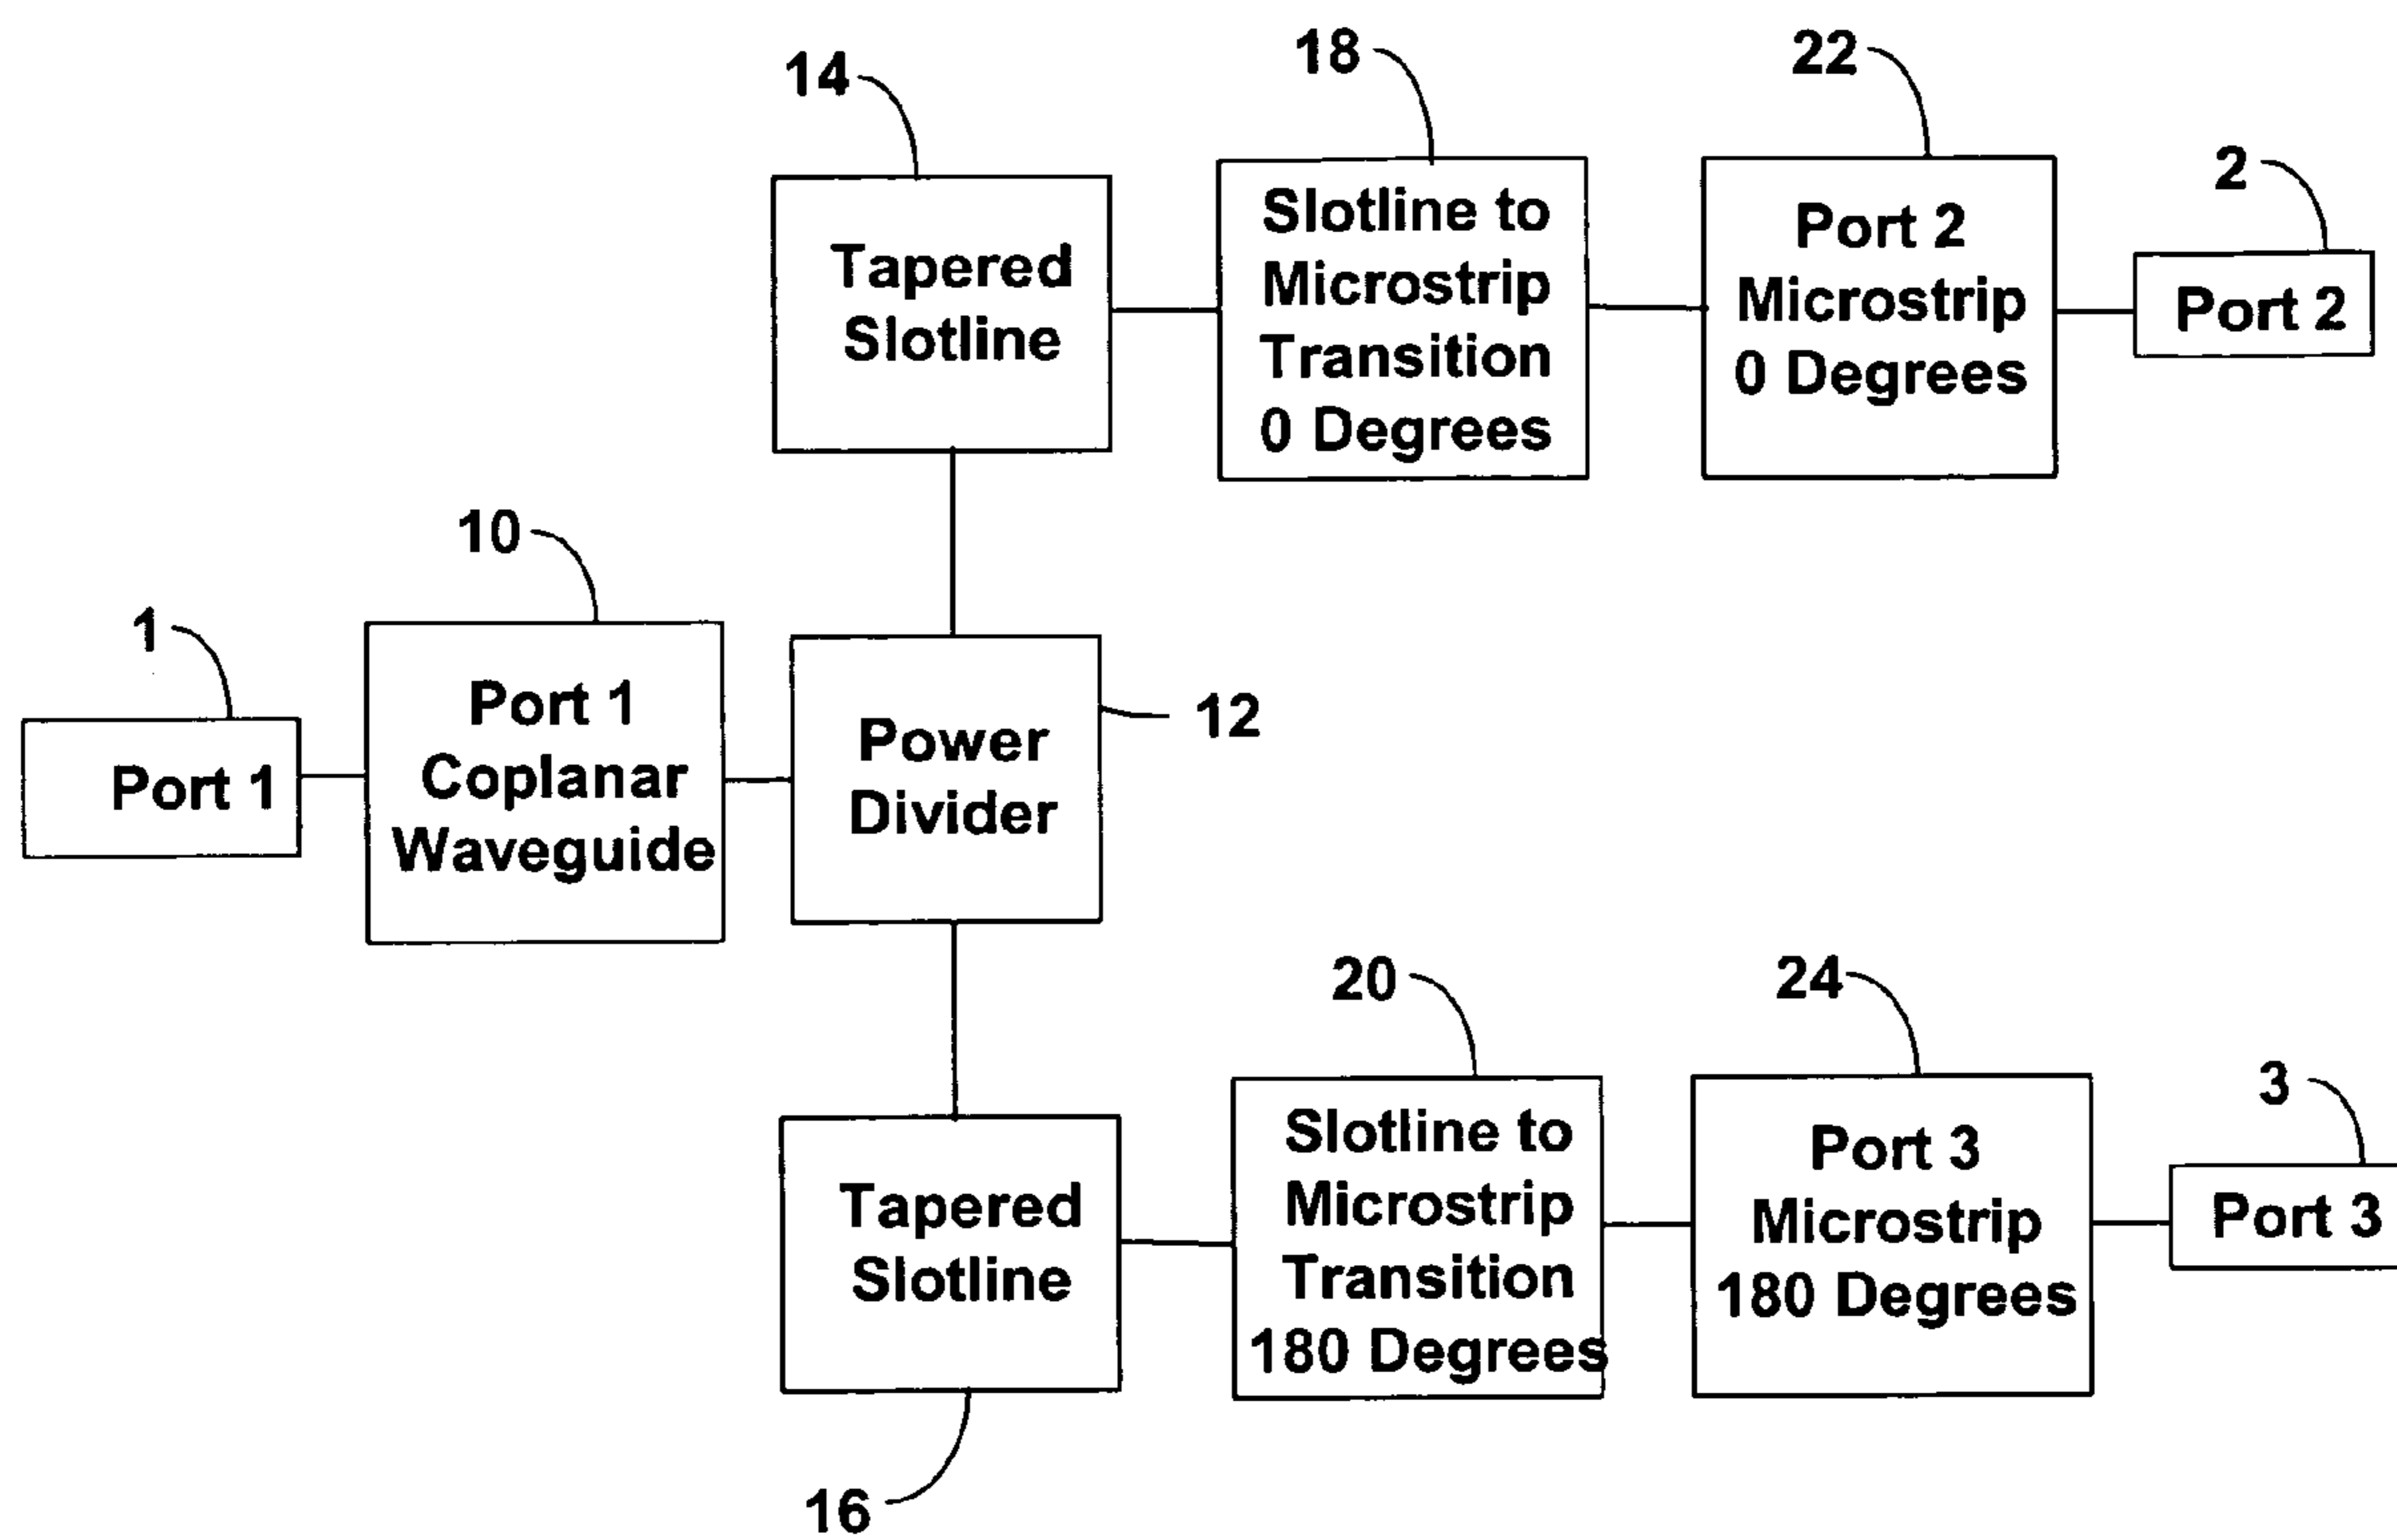 14
18
22
2
Tapered
Slotline
Slotline to
Microstrip
Transition
0 Degrees
Port 2
Microstrip
0 Degrees
Port 2
10
1
Port 1
Port 1
Coplanar
Waveguide
Power
Divider
12
20
24
3
Tapered
Slotline
Slotline to
Microstrip
Transition
180 Degrees
Port 3
Microstrip
180 Degrees
Port 3
16